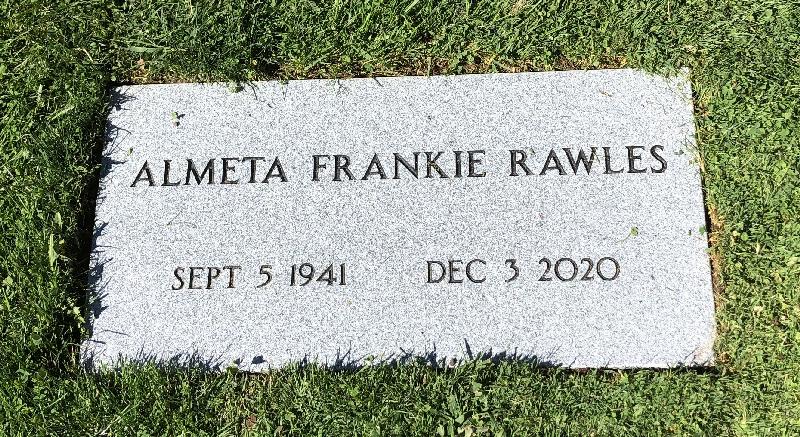 ALMETA FRANKIE RAWLES
SEPT 5 1941 DEC 3 2020